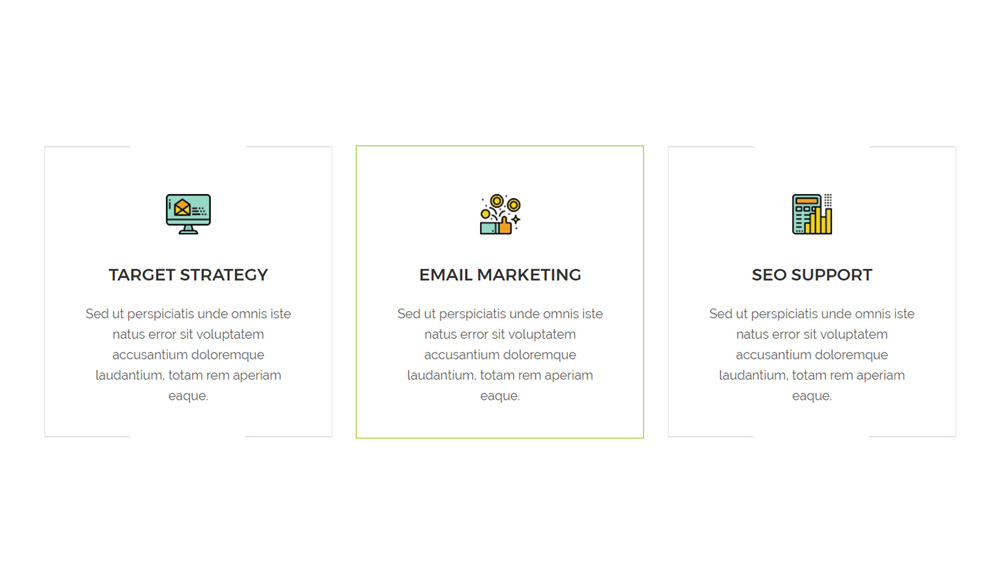 TARGET STRATEGY
Sed ut perspiciatis unde omnis iste
natus error sit voluptatem
accusantium doloremque
laudantium, totam rem aperiam
eaque.
EMAIL MARKETING
Sed ut perspiciatis unde omnis iste
natus error sit voluptatem
accusantium doloremque
laudantium, totam rem aperiam
eaque.
SEO SUPPORT
Sed ut perspiciatis unde omnis iste
natus error sit voluptatem
accusantium doloremque
laudantium, totam rem aperiam
eaque.